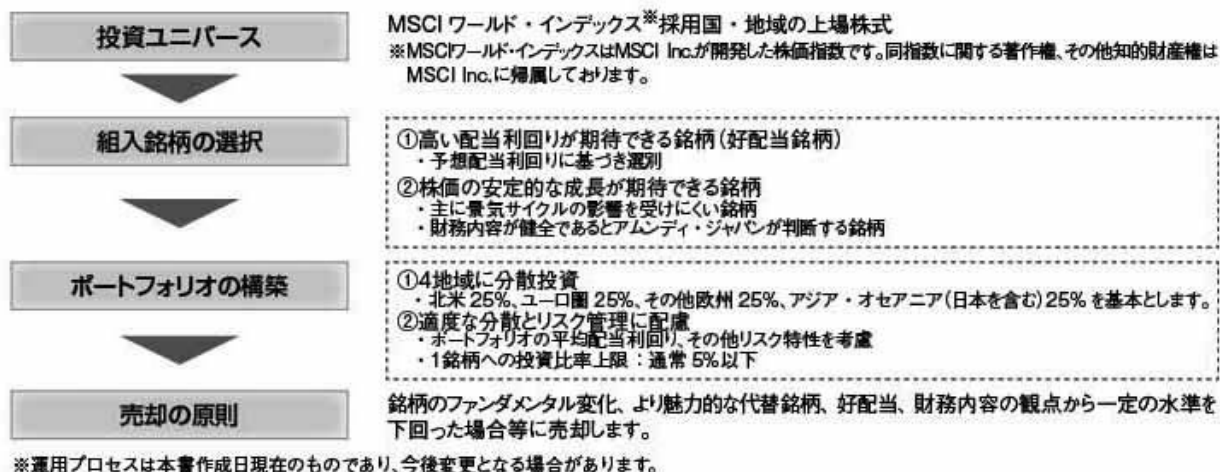 投資ユニバース
MSCI ワールド・インデックス※採用国・地域の上場株式
※MSCIワールド・インデックスはMSCI Inc.が開発した株価指数です。同指数に関する著作権、その他知的財産権は
MSCI Inc.に帰属しております。
組入銘柄の選択
①高い配当利回りが期待できる銘柄(好配当銘柄)
・予想配当利回りに基づき選別
②株価の安定的な成長が期待できる銘柄
・主に景気サイクルの影響を受けにくい銘柄
・財務内容が健全であるとアムンディ・ジャパンが判断する銘柄
ポートフォリオの構築
①4地域に分散投資
・北米 25%、ユーロ圏 25%、その他欧州 25%、アジア・オセアニア(日本を含む)25% を基本とします。
②適度な分散とリスク管理に配慮
・ポートフォリオの平均配当利回り、その他リスク特性を考慮
・1銘柄への投資比率上限:通常 5%以下
売却の原則
銘柄のファンダメンタル変化、より魅力的な代替銘柄、好配当、財務内容の観点から一定の水準を
下回った場合等に売却します。
※運用プロセスは本書作成日現在のものであり、今後変更となる場合があります。